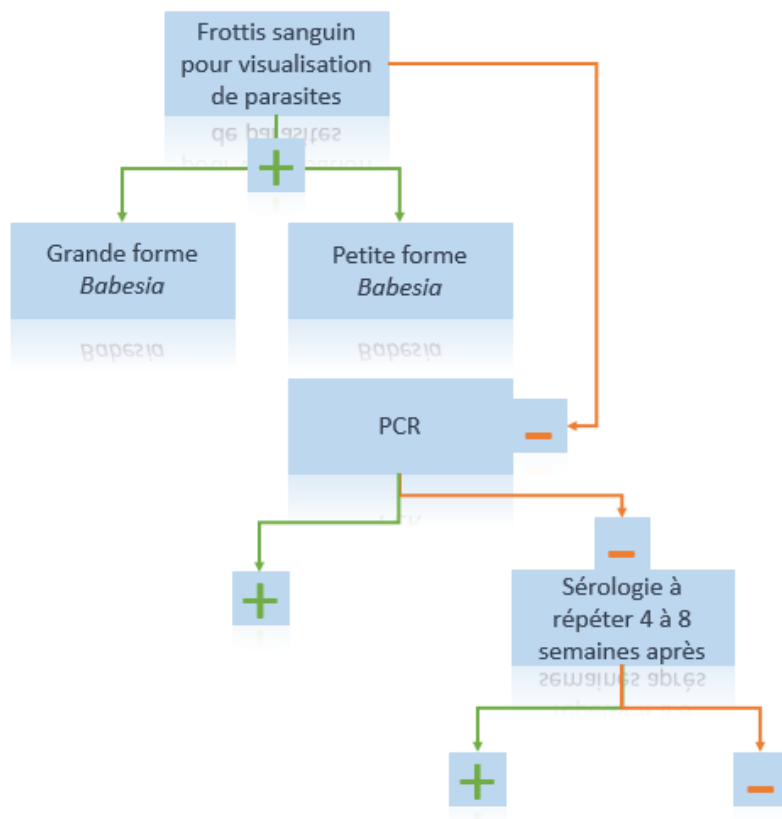 Frottis sanguin
pour visualisation
de parasites
+
Grande forme
Babesia
Petite forme
Babesia
PCR
–
+
–
Sérologie à
répéter 4 à 8
semaines après
+
–